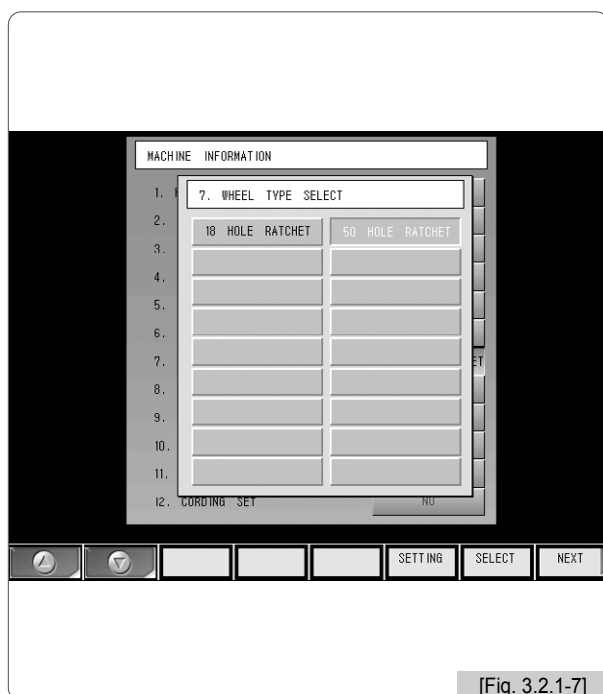 MACHINE INFORMATION
1.
7. WHEEL TYPE SELECT
2.
18 HOLE RATCHET 50 HOLE RATCHET
3.
4.
5.
6.
7. ET
8.
9.
10.
11.
12. CORDING SET NO
SETTING SELECT NEXT
[Fig. 3.2.1-7]